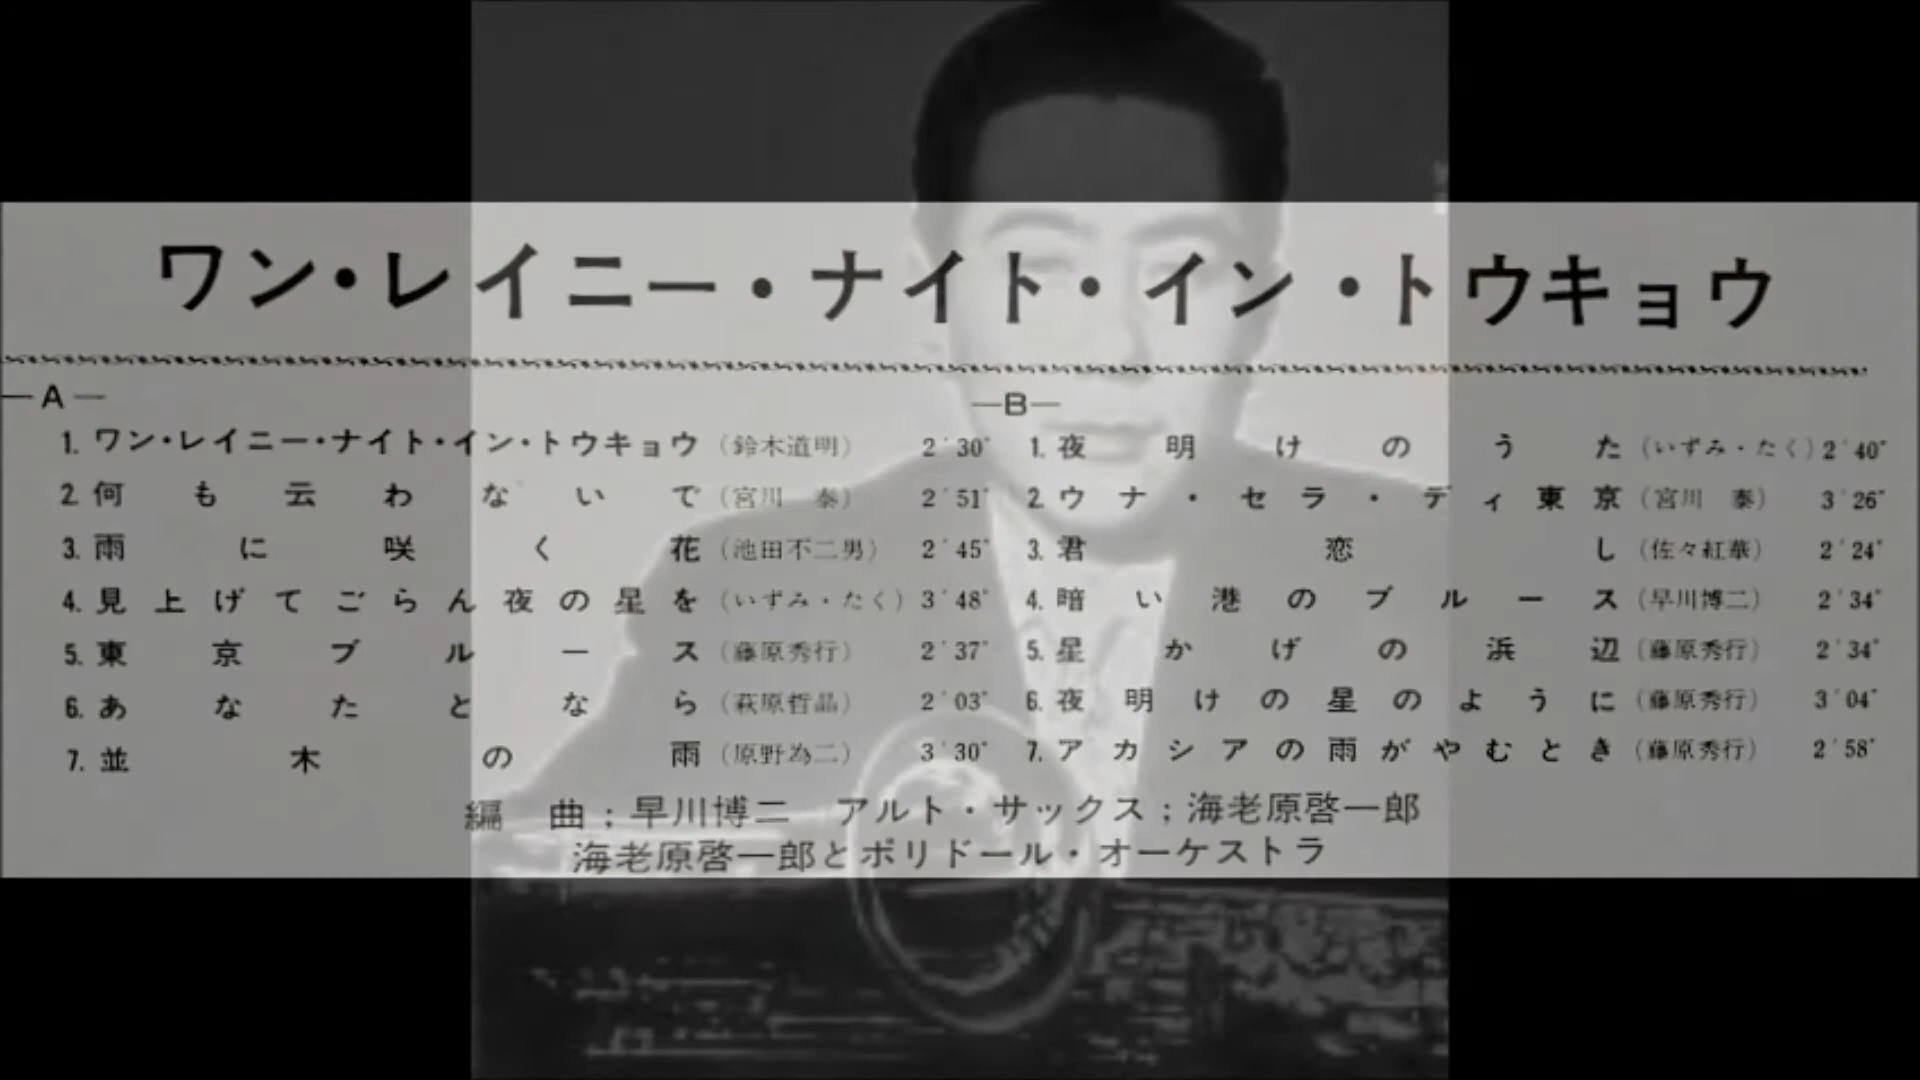 ワン・レイニー・ナイト・イン・トウキョウ
—A—
1. ワン・レイニー・ナイト・イン・トウキョウ（鈴木道明） 2′30″
2. 何も云わないで（宮川 泰） 2′51″
3. 雨に咲く花（池田不二男） 2′45″
4. 見上げてごらん夜の星を（いずみ・たく） 3′48″
5. 東京ブルース（藤原秀行） 2′37″
6. あなたとなら（萩原哲晶） 2′03″
7. 並木の雨（原野為二） 3′30″
—B—
1. 夜明けのうた（いずみ・たく） 2′40″
2. ウナ・セラ・ディ東京（宮川 泰） 3′26″
3. 君恋し（佐々紅華） 2′24″
4. 暗い港のブルース（早川博二） 2′34″
5. 星かげの浜辺（藤原秀行） 2′34″
6. 夜明けの星のように（藤原秀行） 3′04″
7. アカシアの雨がやむとき（藤原秀行） 2′58″
編 曲；早川博二 アルト・サックス；海老原啓一郎
海老原啓一郎とポリドール・オーケストラ